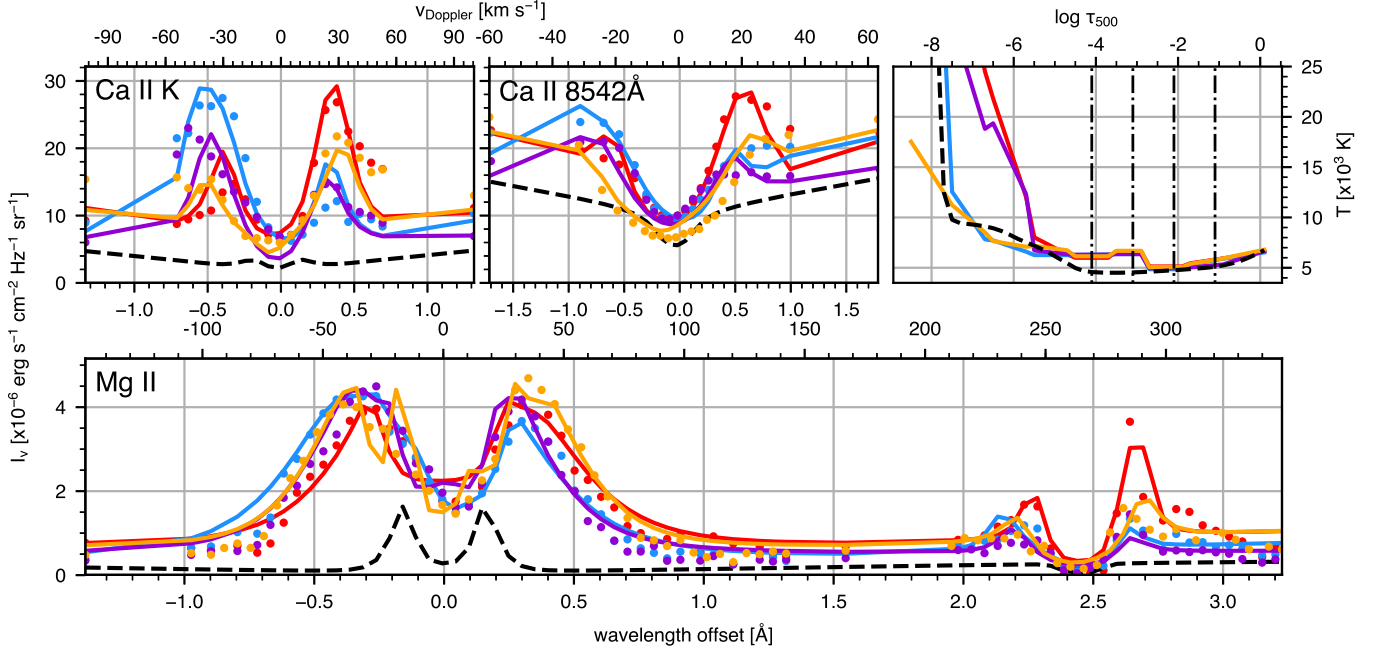 v_Doppler [km s⁻¹]
log τ₅₀₀
-90 -60 -30 0 30 60 90
-60 -40 -20 0 20 40 60
-8 -6 -4 -2 0
Ca II K
Ca II 8542Å
30
20
10
0
25
20
15
10
5
T [x10³ K]
−1.0 0.0 1.0
−1.5 −1.0 −0.5 0.0 0.5 1.0 1.5
-100 -50 0 50 100 150 200 250 300
I_ν [x10⁻⁶ erg s⁻¹ cm⁻² Hz⁻¹ sr⁻¹]
Mg II
4
2
0
−1.0 −0.5 0.0 0.5 1.0 1.5 2.0 2.5 3.0
wavelength offset [Å]